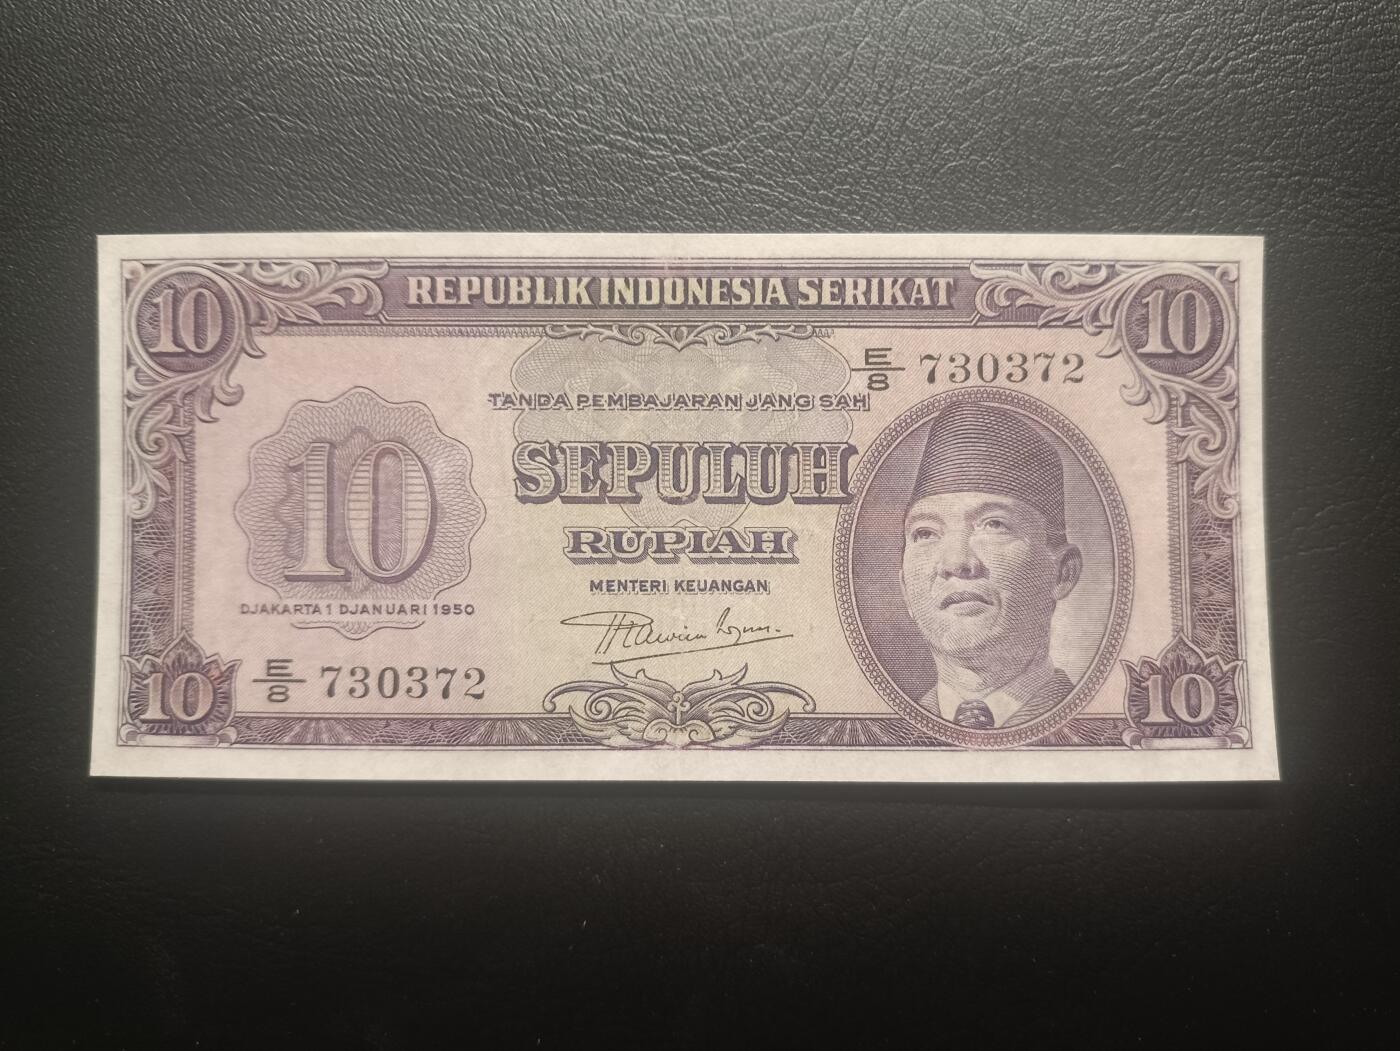 10 REPUBLIK INDONESIA SERIKAT 10
E/8 730372
TANDA PEMBAJARAN JANG SAH
SEPULUH
10
RUPIAH
MENTERI KEUANGAN
DJAKARTA 1 DJANUARI 1950
E/8 730372
10 10